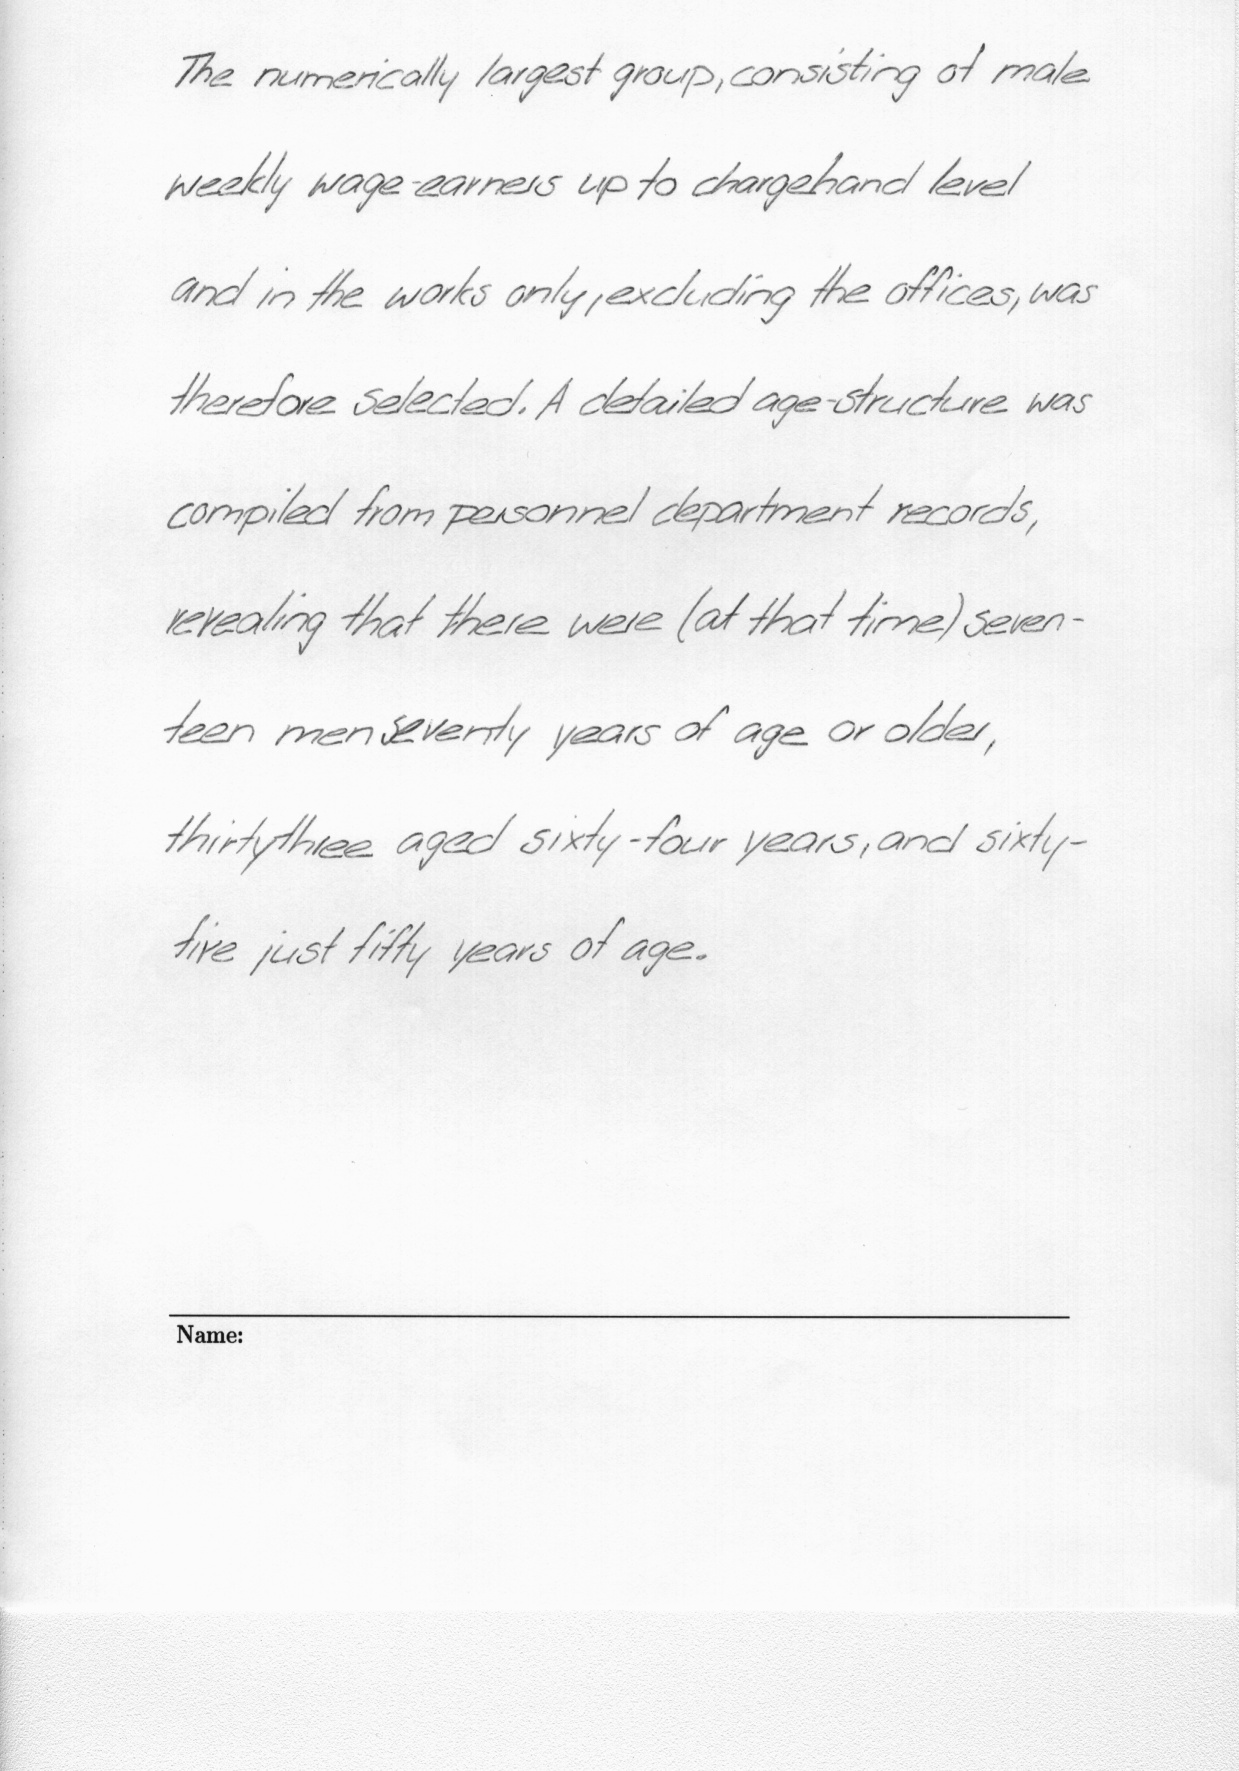 The numerically largest group, consisting of male
weekly wage-earners up to chargehand level
and in the works only, excluding the offices, was
therefore selected. A detailed age-structure was
compiled from personnel department records,
revealing that there were (at that time) seven-
teen men seventy years of age or older,
thirtythree aged sixty-four years, and sixty-
five just fifty years of age.
Name: